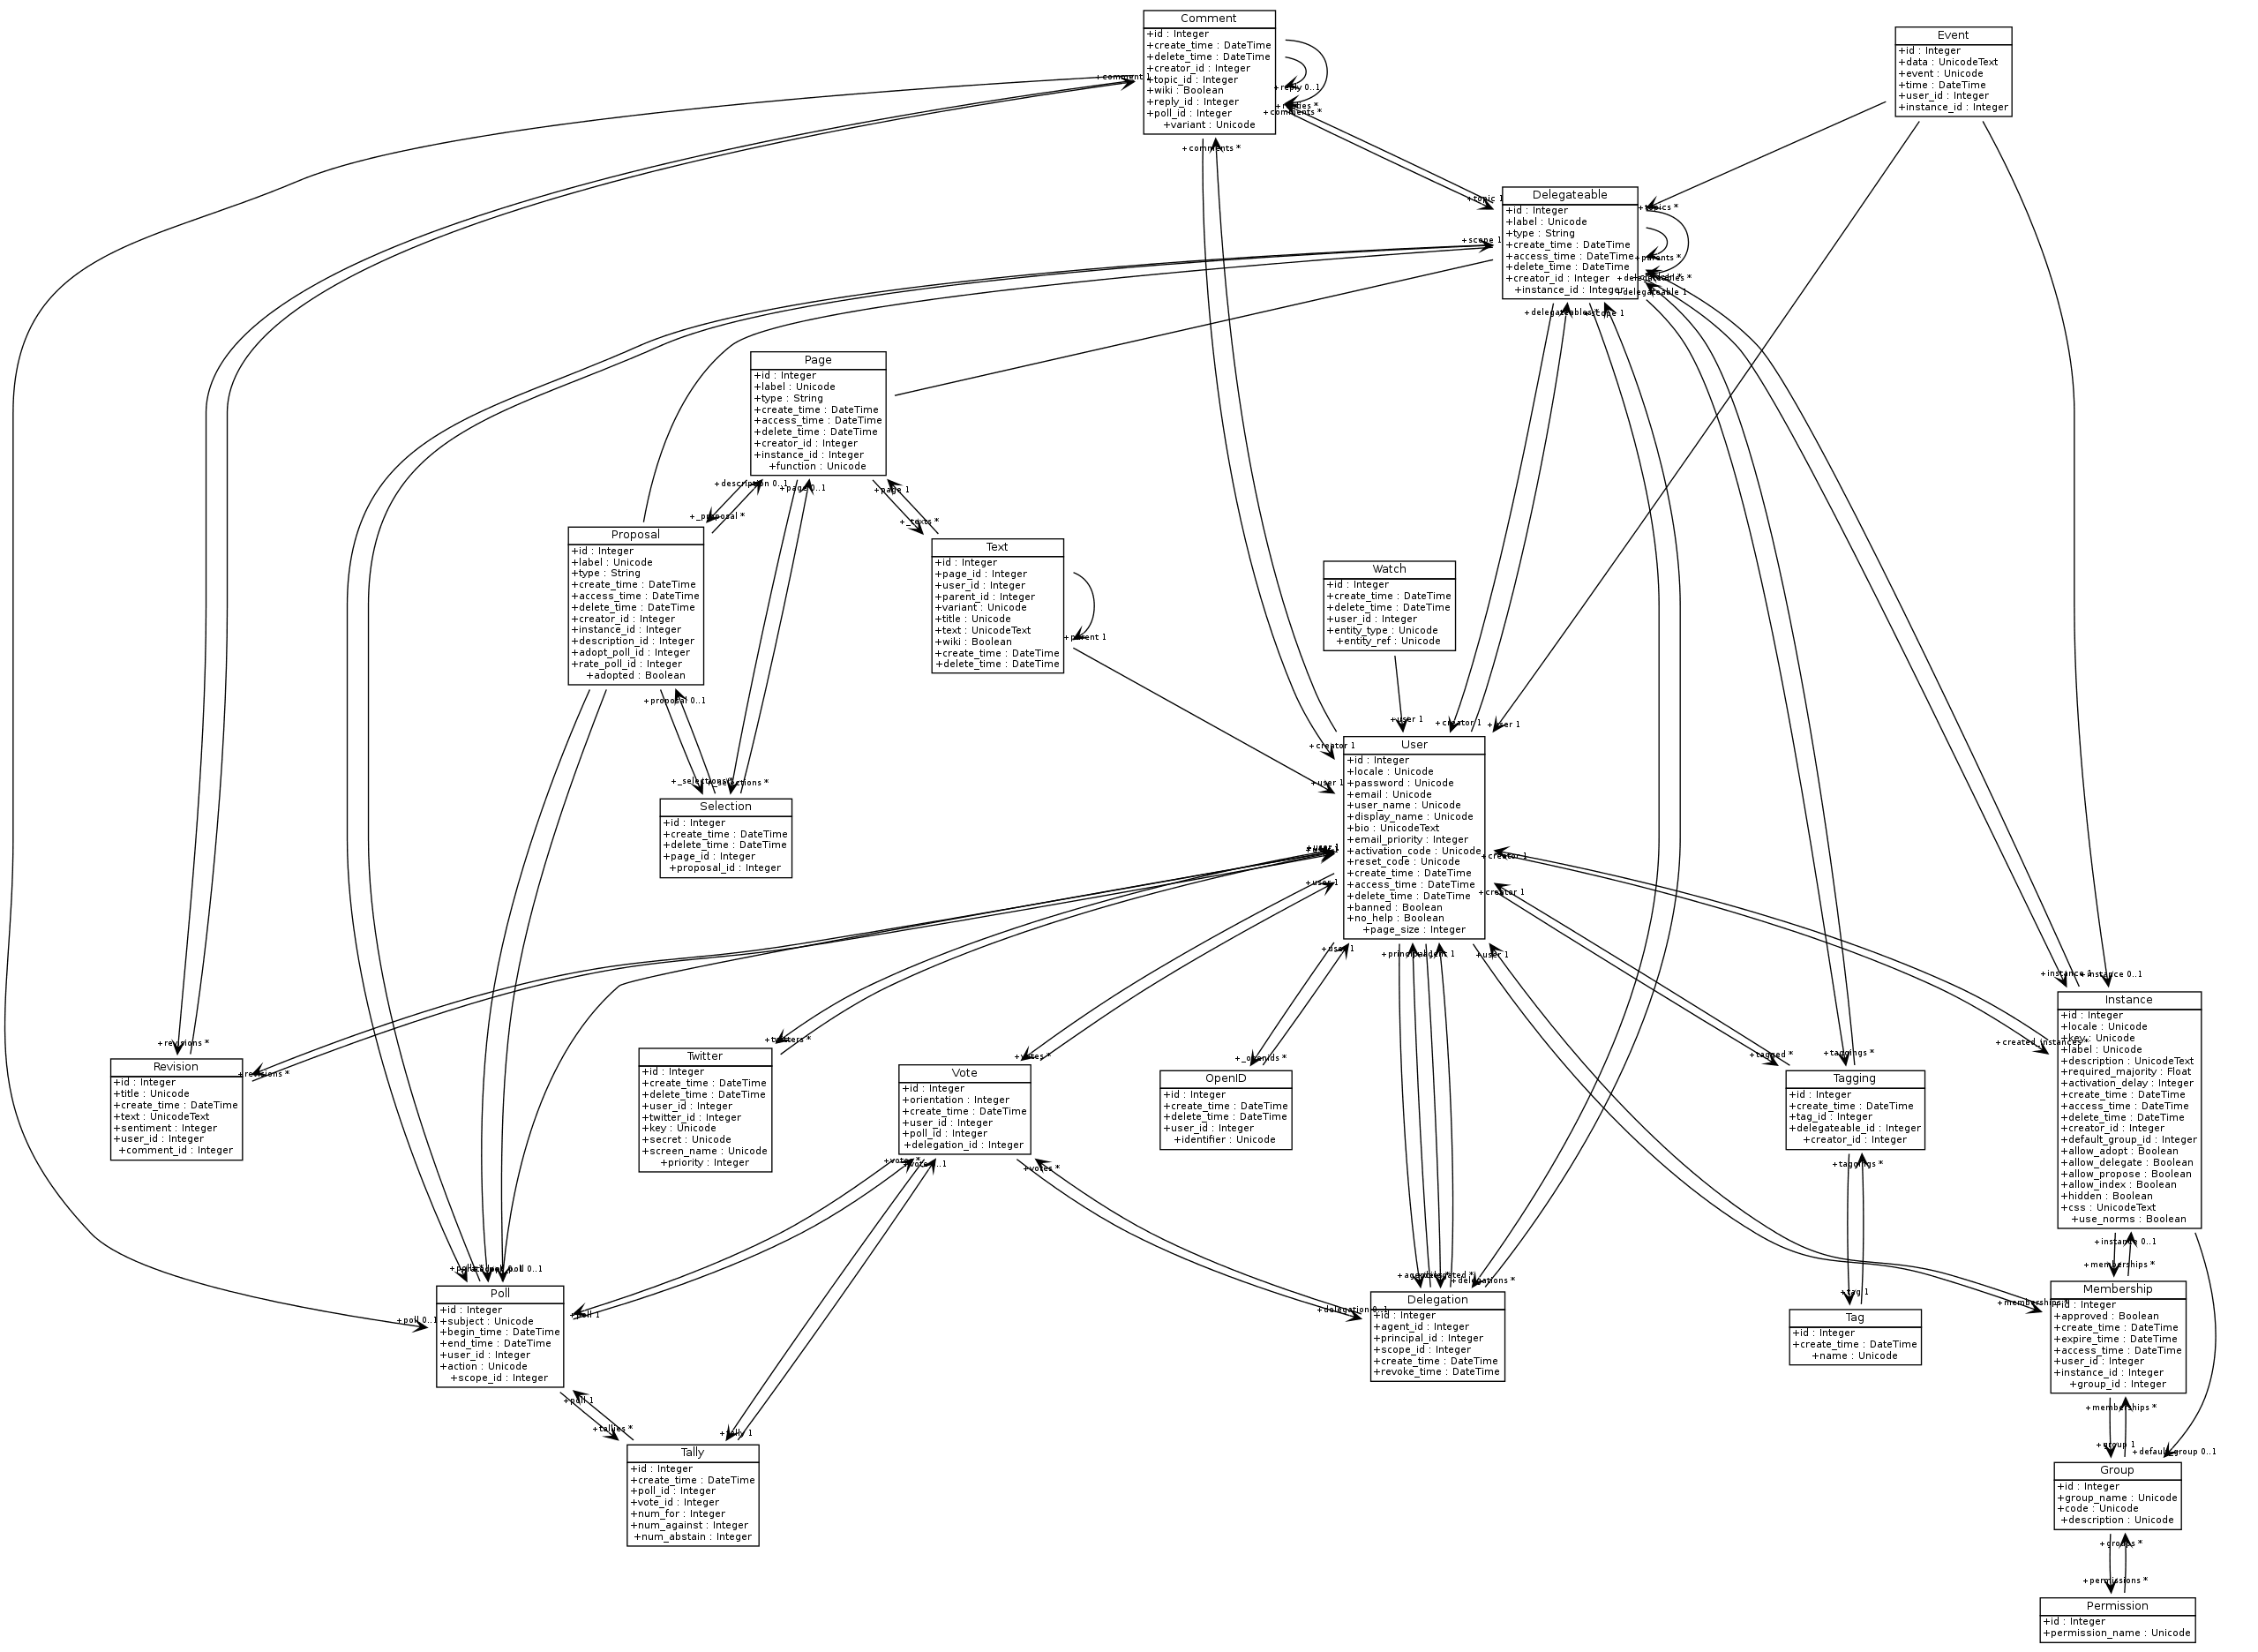 Comment
+id : Integer
+create_time : DateTime
+delete_time : DateTime
+creator_id : Integer
+topic_id : Integer
+wiki : Boolean
+reply_id : Integer
+poll_id : Integer
+variant : Unicode
Event
+id : Integer
+data : UnicodeText
+event : Unicode
+time : DateTime
+user_id : Integer
+instance_id : Integer
+comment 1
+reply 0..1
+comments *
+comments *
Delegateable
+id : Integer
+label : Unicode
+type : String
+create_time : DateTime
+access_time : DateTime
+delete_time : DateTime
+creator_id : Integer
+instance_id : Integer
+topic 1
+topics *
+scope 1
+parents *
+delegateable 1
+delegateables *
+scope 1
Page
+id : Integer
+label : Unicode
+type : String
+create_time : DateTime
+access_time : DateTime
+delete_time : DateTime
+creator_id : Integer
+instance_id : Integer
+function : Unicode
+description 0..1
+page 0..1
+page 1
+_proposal *
+_texts *
Proposal
+id : Integer
+label : Unicode
+type : String
+create_time : DateTime
+access_time : DateTime
+delete_time : DateTime
+creator_id : Integer
+instance_id : Integer
+description_id : Integer
+adopt_poll_id : Integer
+rate_poll_id : Integer
+adopted : Boolean
Text
+id : Integer
+page_id : Integer
+user_id : Integer
+parent_id : Integer
+variant : Unicode
+title : Unicode
+text : UnicodeText
+wiki : Boolean
+create_time : DateTime
+delete_time : DateTime
+parent 1
Watch
+id : Integer
+create_time : DateTime
+delete_time : DateTime
+user_id : Integer
+entity_type : Unicode
+entity_ref : Unicode
+proposal 0..1
+user 1
+creator 1
+user 1
+creator 1
+_selections *
+_selections *
+user 1
Selection
+id : Integer
+create_time : DateTime
+delete_time : DateTime
+page_id : Integer
+proposal_id : Integer
User
+id : Integer
+locale : Unicode
+password : Unicode
+email : Unicode
+user_name : Unicode
+display_name : Unicode
+bio : UnicodeText
+email_priority : Integer
+activation_code : Unicode
+reset_code : Unicode
+create_time : DateTime
+access_time : DateTime
+delete_time : DateTime
+banned : Boolean
+no_help : Boolean
+page_size : Integer
+user 1
+creator 1
+user 1
+creator 1
+user 1
+user 1
+instance 1
+instance 0..1
Instance
+id : Integer
+locale : Unicode
+key : Unicode
+label : Unicode
+description : UnicodeText
+required_majority : Float
+activation_delay : Integer
+create_time : DateTime
+access_time : DateTime
+delete_time : DateTime
+creator_id : Integer
+default_group_id : Integer
+allow_adopt : Boolean
+allow_delegate : Boolean
+allow_propose : Boolean
+allow_index : Boolean
+hidden : Boolean
+css : UnicodeText
+use_norms : Boolean
+revisions *
+revisions *
+twitters *
+votes *
+_openids *
+tagged *
+taggings *
+created_instances *
Revision
+id : Integer
+title : Unicode
+create_time : DateTime
+text : UnicodeText
+sentiment : Integer
+user_id : Integer
+comment_id : Integer
Twitter
+id : Integer
+create_time : DateTime
+delete_time : DateTime
+user_id : Integer
+twitter_id : Integer
+key : Unicode
+secret : Unicode
+screen_name : Unicode
+priority : Integer
Vote
+id : Integer
+orientation : Integer
+create_time : DateTime
+user_id : Integer
+poll_id : Integer
+delegation_id : Integer
OpenID
+id : Integer
+create_time : DateTime
+delete_time : DateTime
+user_id : Integer
+identifier : Unicode
Tagging
+id : Integer
+create_time : DateTime
+tag_id : Integer
+delegateable_id : Integer
+creator_id : Integer
+votes *
+votes *
+taggings *
+instance 0..1
+memberships *
+delegations *
+delegation 0..1
+poll 0..1
+poll 1
+tag 1
+memberships *
Poll
+id : Integer
+subject : Unicode
+begin_time : DateTime
+end_time : DateTime
+user_id : Integer
+action : Unicode
+scope_id : Integer
Delegation
+id : Integer
+agent_id : Integer
+principal_id : Integer
+scope_id : Integer
+create_time : DateTime
+revoke_time : DateTime
Tag
+id : Integer
+create_time : DateTime
+name : Unicode
Membership
+id : Integer
+approved : Boolean
+create_time : DateTime
+expire_time : DateTime
+access_time : DateTime
+user_id : Integer
+instance_id : Integer
+group_id : Integer
+poll 1
+tallies *
+tally 1
+memberships *
+group 1
+default_group 0..1
Tally
+id : Integer
+create_time : DateTime
+poll_id : Integer
+vote_id : Integer
+num_for : Integer
+num_against : Integer
+num_abstain : Integer
Group
+id : Integer
+group_name : Unicode
+code : Unicode
+description : Unicode
+groups *
+permissions *
Permission
+id : Integer
+permission_name : Unicode